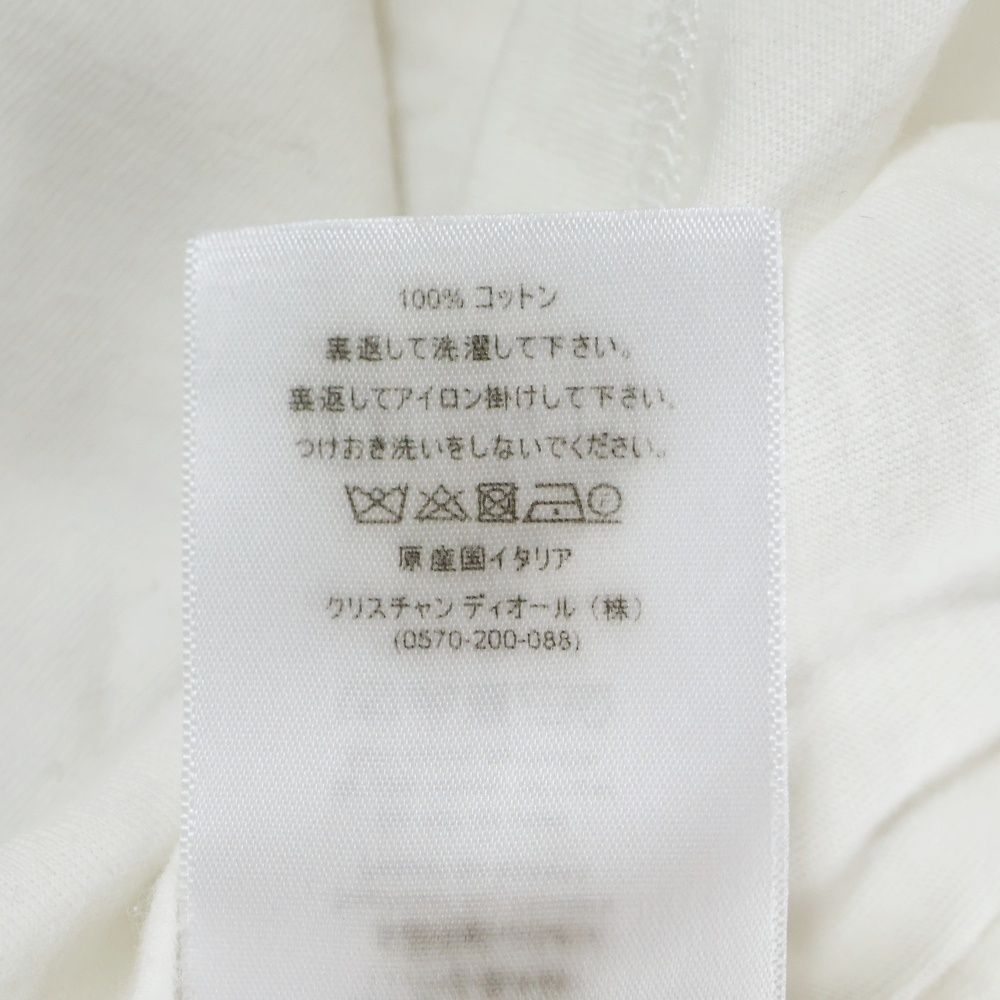 100% コットン
裏返して洗濯して下さい。
裏返してアイロン掛けして下さい。
つけおき洗いをしないでください。
原産国イタリア
クリスチャン ディオール（株）
(0570-200-088)